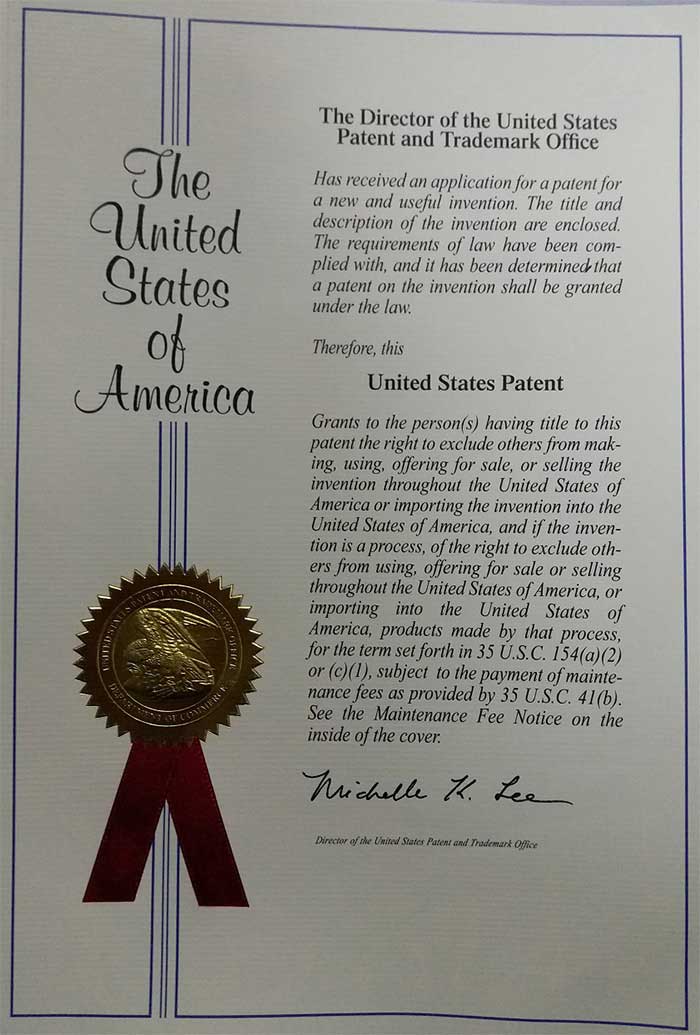 The
United
States
of
America
The Director of the United States
Patent and Trademark Office
Has received an application for a patent for
a new and useful invention. The title and
description of the invention are enclosed.
The requirements of law have been com-
plied with, and it has been determined that
a patent on the invention shall be granted
under the law.
Therefore, this
United States Patent
Grants to the person(s) having title to this
patent the right to exclude others from mak-
ing, using, offering for sale, or selling the
invention throughout the United States of
America or importing the invention into the
United States of America, and if the inven-
tion is a process, of the right to exclude oth-
ers from using, offering for sale or selling
throughout the United States of America, or
importing into the United States of
America, products made by that process,
for the term set forth in 35 U.S.C. 154(a)(2)
or (c)(1), subject to the payment of mainte-
nance fees as provided by 35 U.S.C. 41(b).
See the Maintenance Fee Notice on the
inside of the cover.
Michelle K. Lee
Director of the United States Patent and Trademark Office
UNITED STATES PATENT AND TRADEMARK OFFICE
DEPARTMENT OF COMMERCE